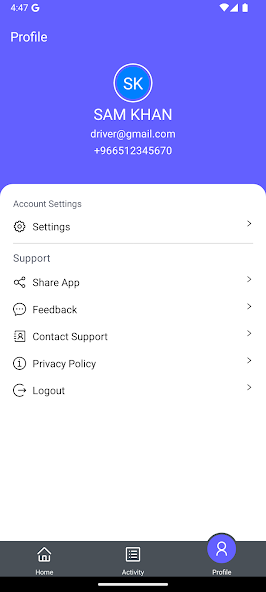 4:47 G
Profile
SK
SAM KHAN
driver@gmail.com
+966512345670
Account Settings
Settings
Support
Share App
Feedback
Contact Support
Privacy Policy
Logout
Home Activity Profile